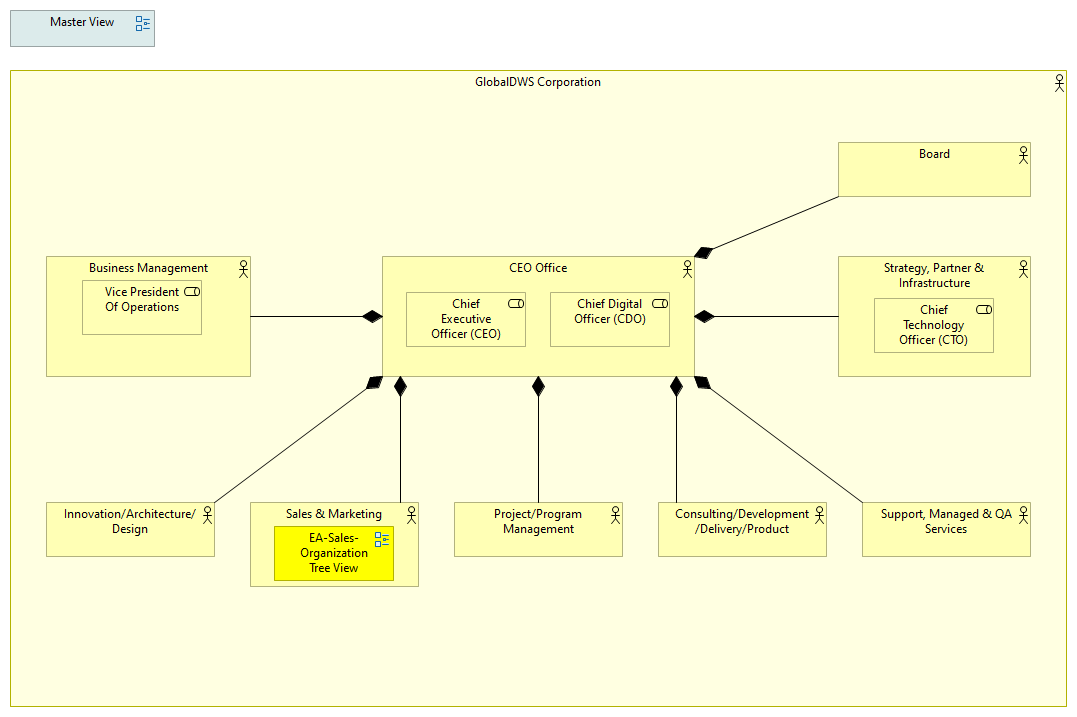 Master View
GlobalDWS Corporation
Board
Business Management
Vice President
Of Operations
CEO Office
Chief
Executive
Officer (CEO)
Chief Digital
Officer (CDO)
Strategy, Partner &
Infrastructure
Chief
Technology
Officer (CTO)
Innovation/Architecture/
Design
Sales & Marketing
EA-Sales-
Organization
Tree View
Project/Program
Management
Consulting/Development
/Delivery/Product
Support, Managed & QA
Services